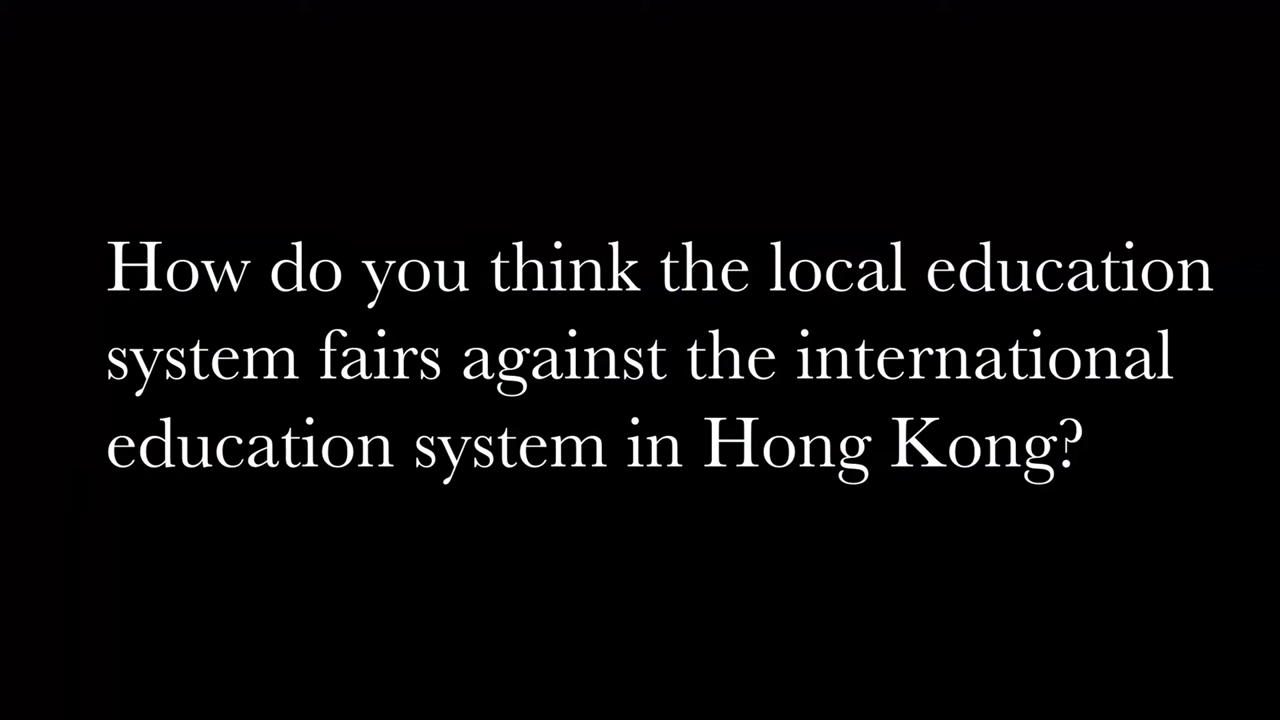 How do you think the local education
system fairs against the international
education system in Hong Kong?